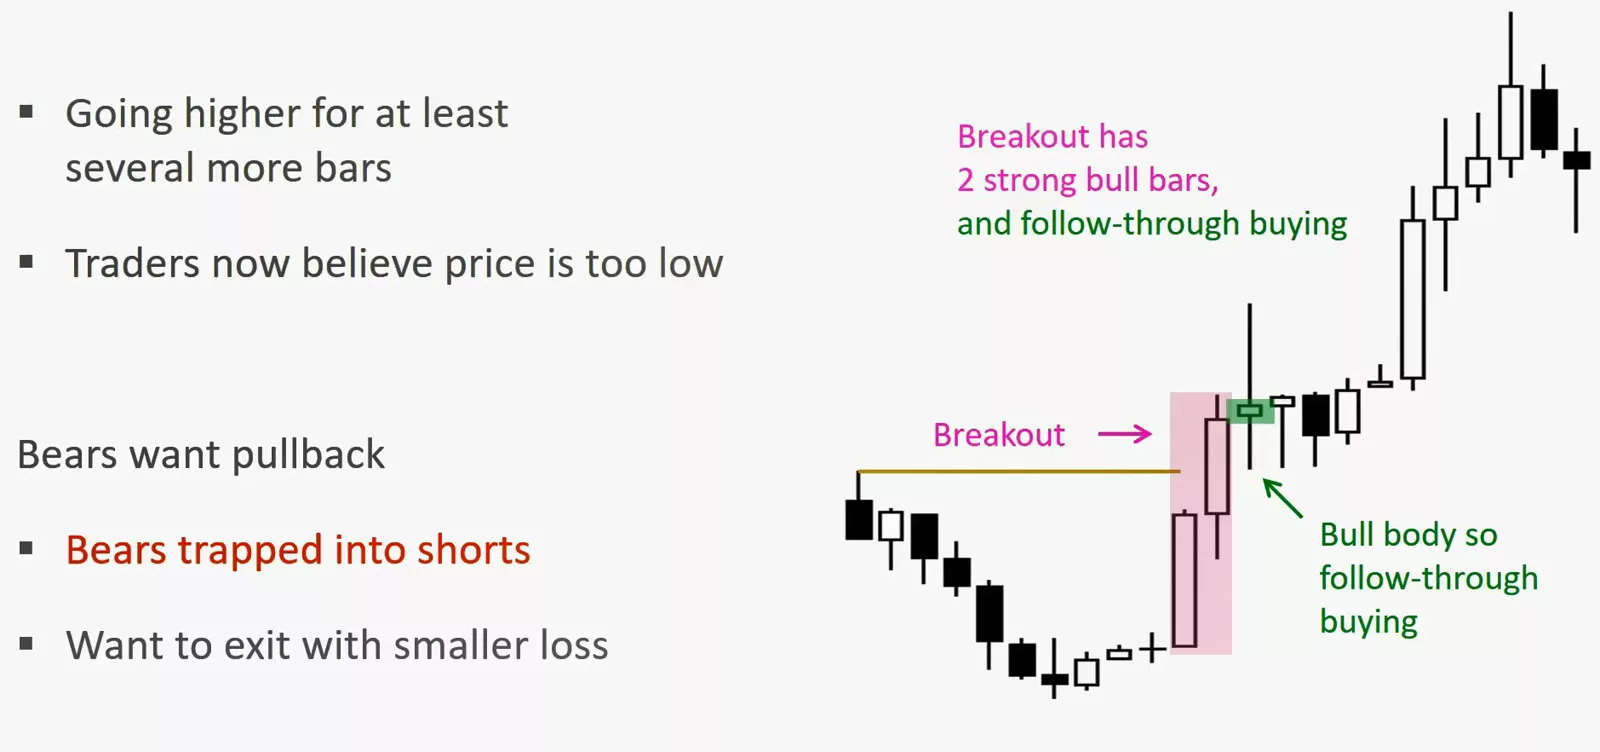 ▪ Going higher for at least
several more bars
▪ Traders now believe price is too low
Bears want pullback
▪ Bears trapped into shorts
▪ Want to exit with smaller loss
Breakout has
2 strong bull bars,
and follow-through buying
Breakout
Bull body so
follow-through
buying